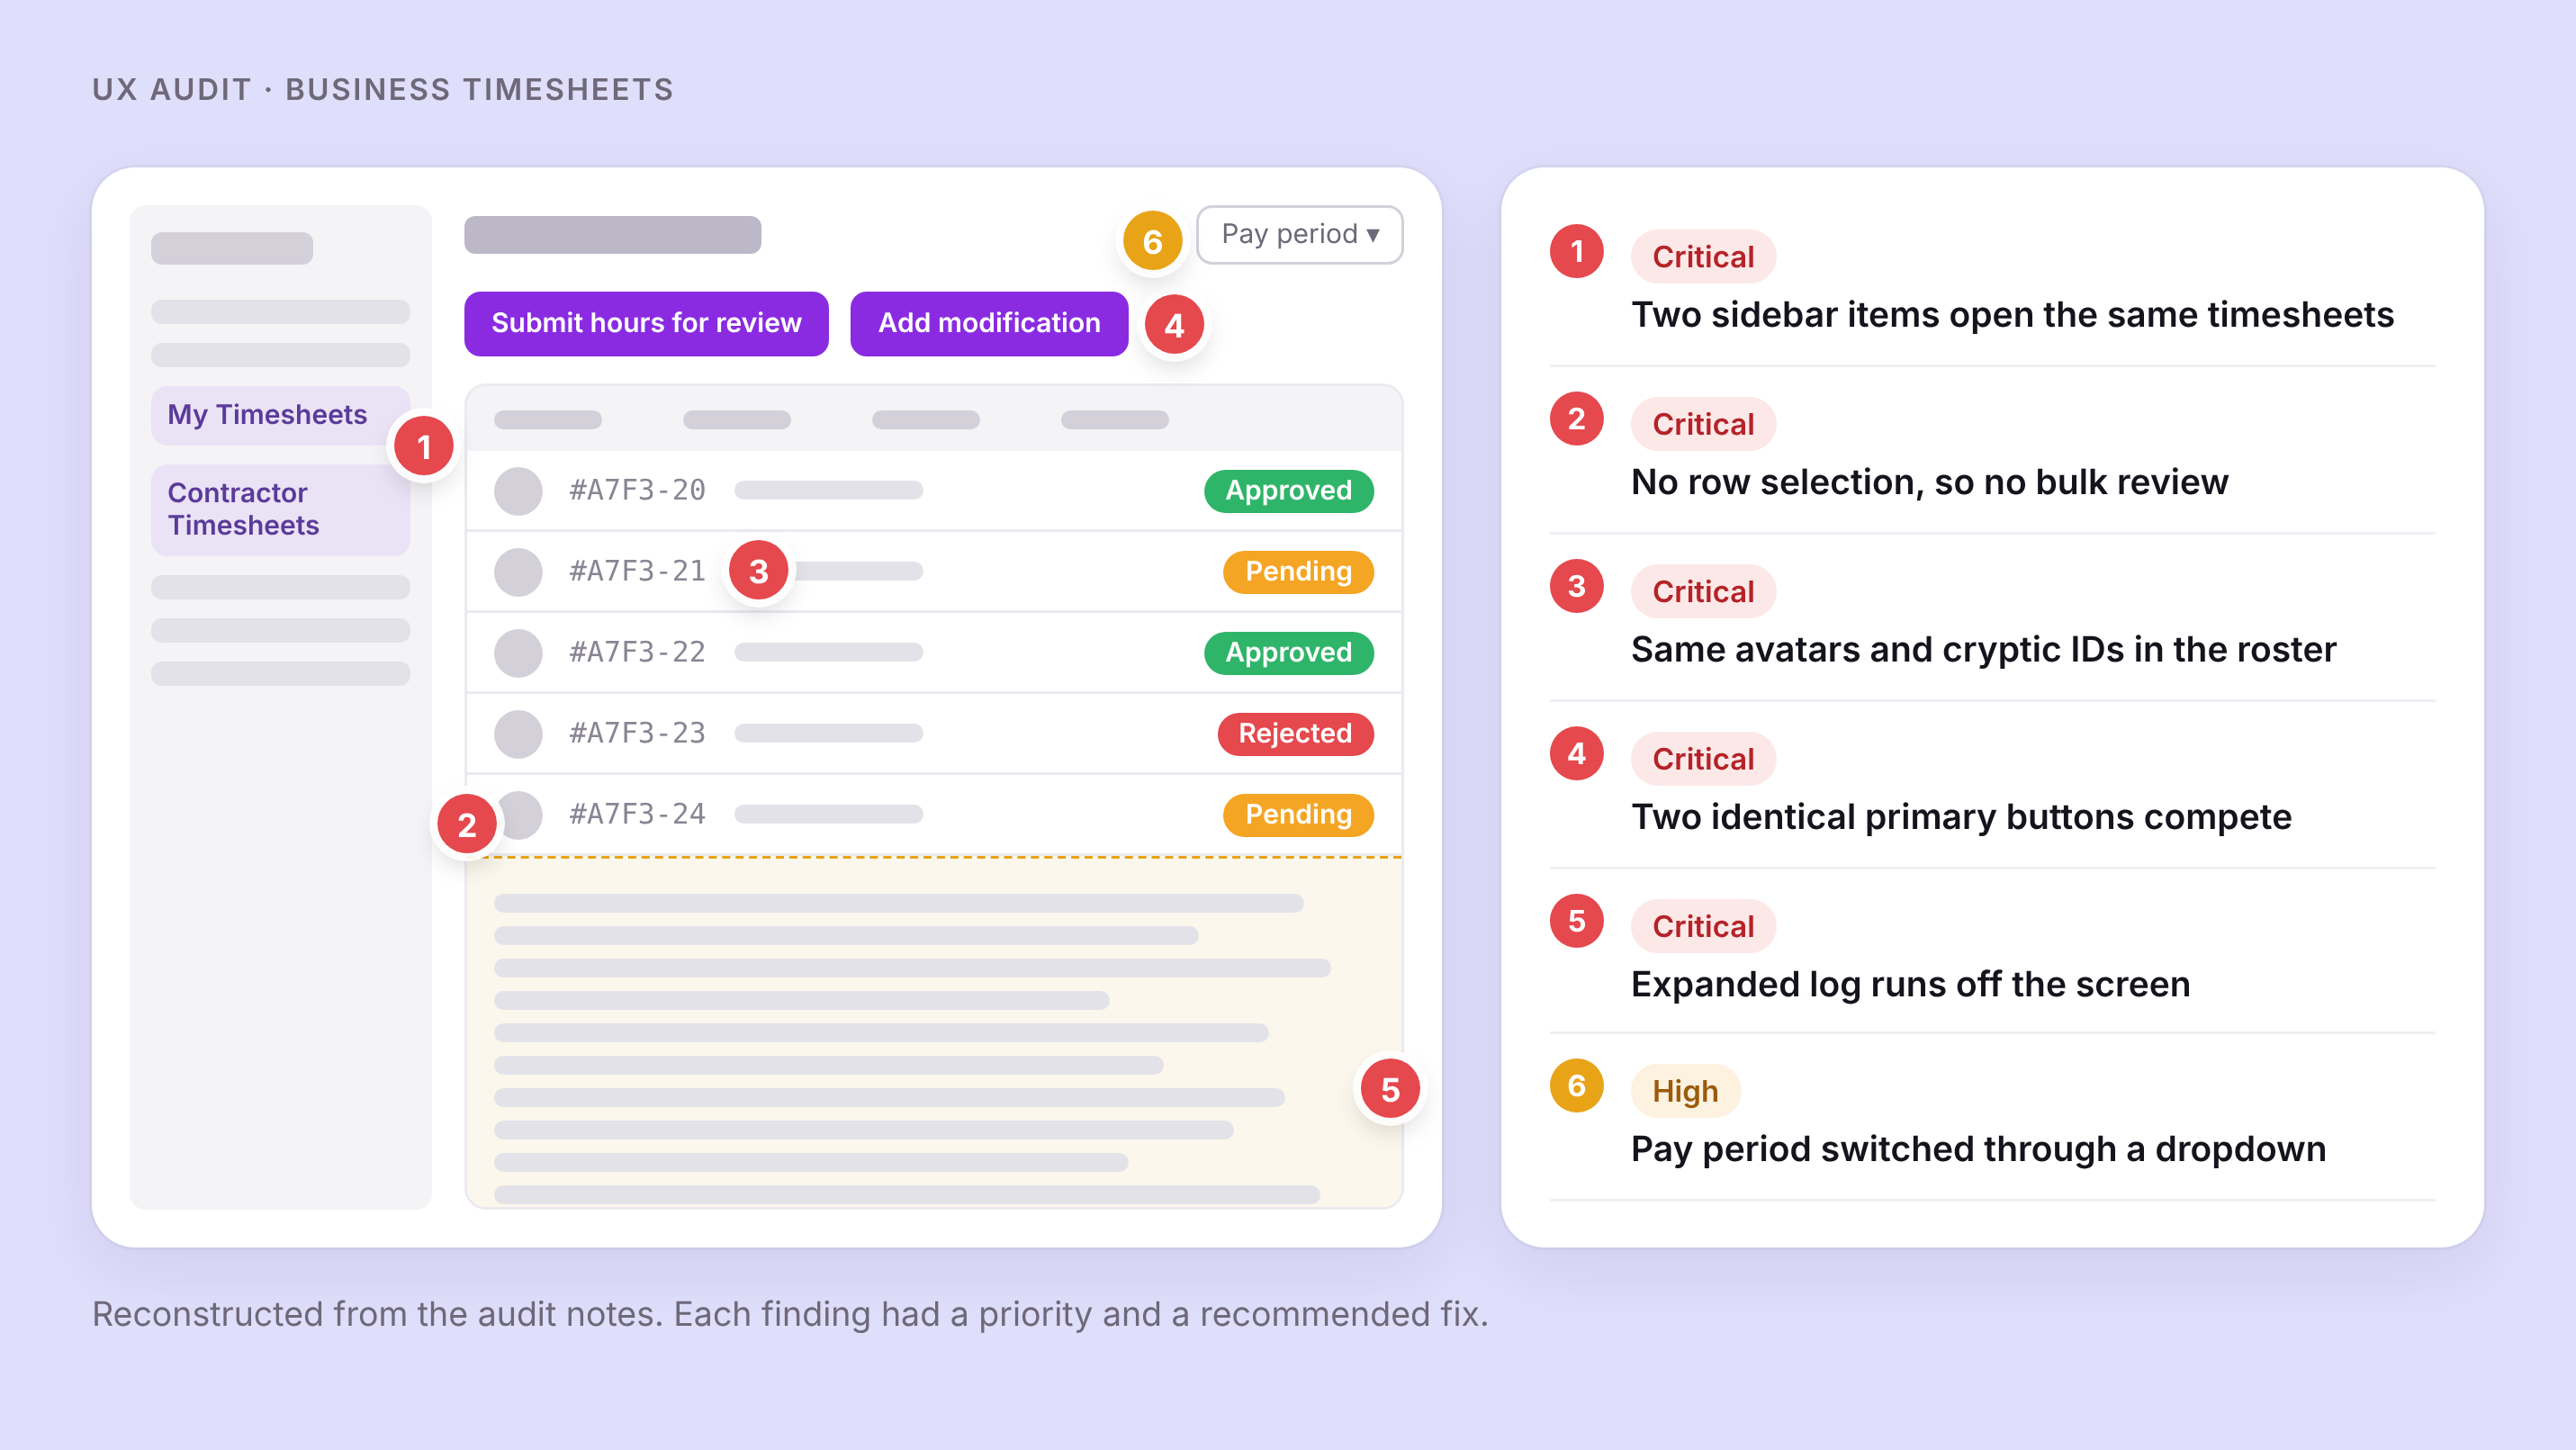 UX AUDIT · BUSINESS TIMESHEETS
6
Pay period ▾
Submit hours for review
Add modification
4
My Timesheets
1
Contractor
Timesheets
#A7F3-20
Approved
#A7F3-21
3
Pending
#A7F3-22
Approved
#A7F3-23
Rejected
2
#A7F3-24
Pending
5
1
Critical
Two sidebar items open the same timesheets
2
Critical
No row selection, so no bulk review
3
Critical
Same avatars and cryptic IDs in the roster
4
Critical
Two identical primary buttons compete
5
Critical
Expanded log runs off the screen
6
High
Pay period switched through a dropdown
Reconstructed from the audit notes. Each finding had a priority and a recommended fix.